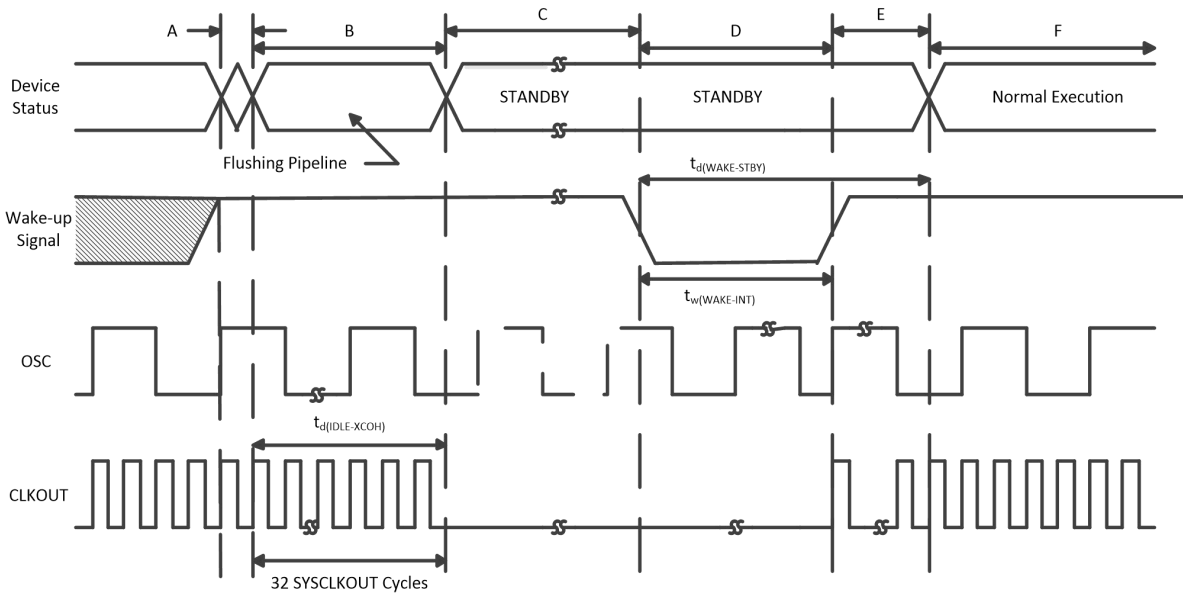 A
B
C
D
E
F
Device
Status
STANDBY
STANDBY
Normal Execution
Flushing Pipeline
td(WAKE-STBY)
Wake-up
Signal
tw(WAKE-INT)
OSC
td(IDLE-XCOH)
CLKOUT
32 SYSCLKOUT Cycles